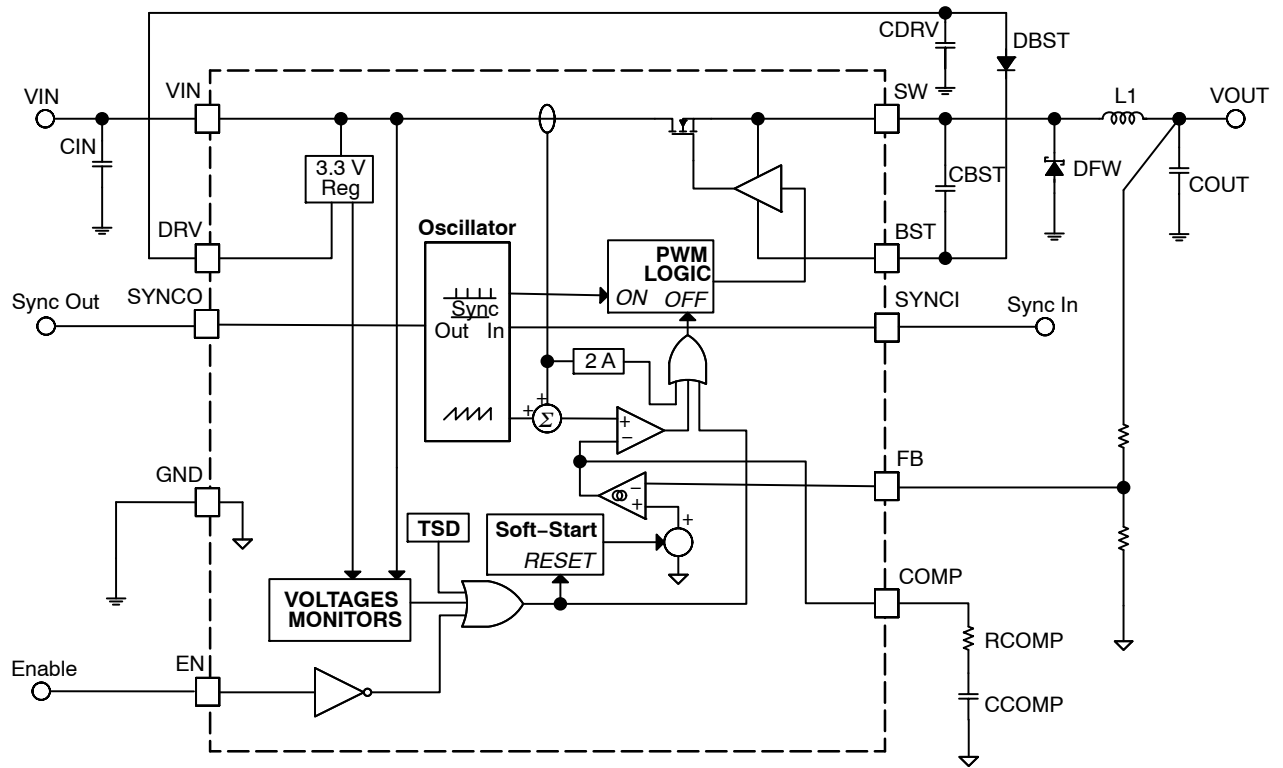 CDRV
DBST
VIN
VIN
SW
L1
VOUT
CIN
3.3 V
Reg
CBST
DFW
COUT
DRV
Oscillator
BST
PWM
LOGIC
ON OFF
SYNCO
SYNCI
Sync Out
Sync In
Sync
Out In
2 A
+
+
Σ
+
−
GND
FB
−
+
TSD
Soft−Start
RESET
+
COMP
VOLTAGES
MONITORS
RCOMP
Enable
EN
CCOMP